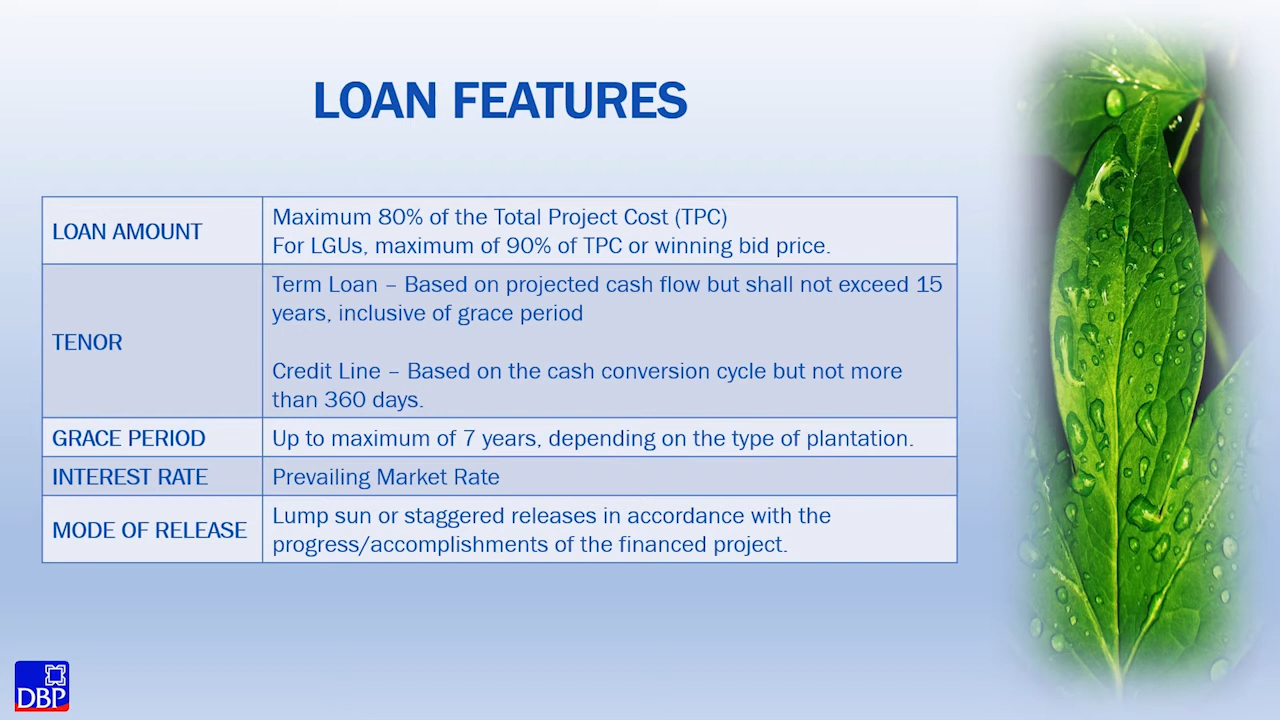 LOAN FEATURES
LOAN AMOUNT
Maximum 80% of the Total Project Cost (TPC)
For LGUs, maximum of 90% of TPC or winning bid price.
TENOR
Term Loan – Based on projected cash flow but shall not exceed 15
years, inclusive of grace period
Credit Line – Based on the cash conversion cycle but not more
than 360 days.
GRACE PERIOD
Up to maximum of 7 years, depending on the type of plantation.
INTEREST RATE
Prevailing Market Rate
MODE OF RELEASE
Lump sun or staggered releases in accordance with the
progress/accomplishments of the financed project.
DBP